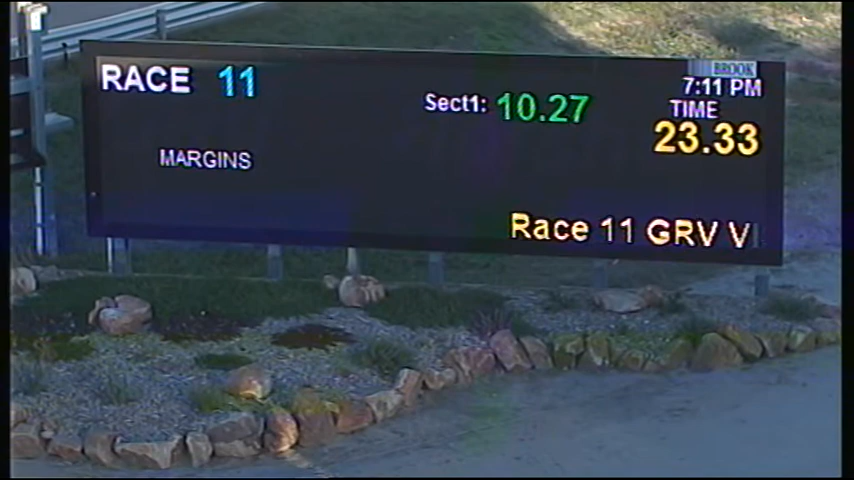 RACE 11
BROOK
7:11 PM
Sect1: 10.27
TIME
23.33
MARGINS
Race 11 GRV V